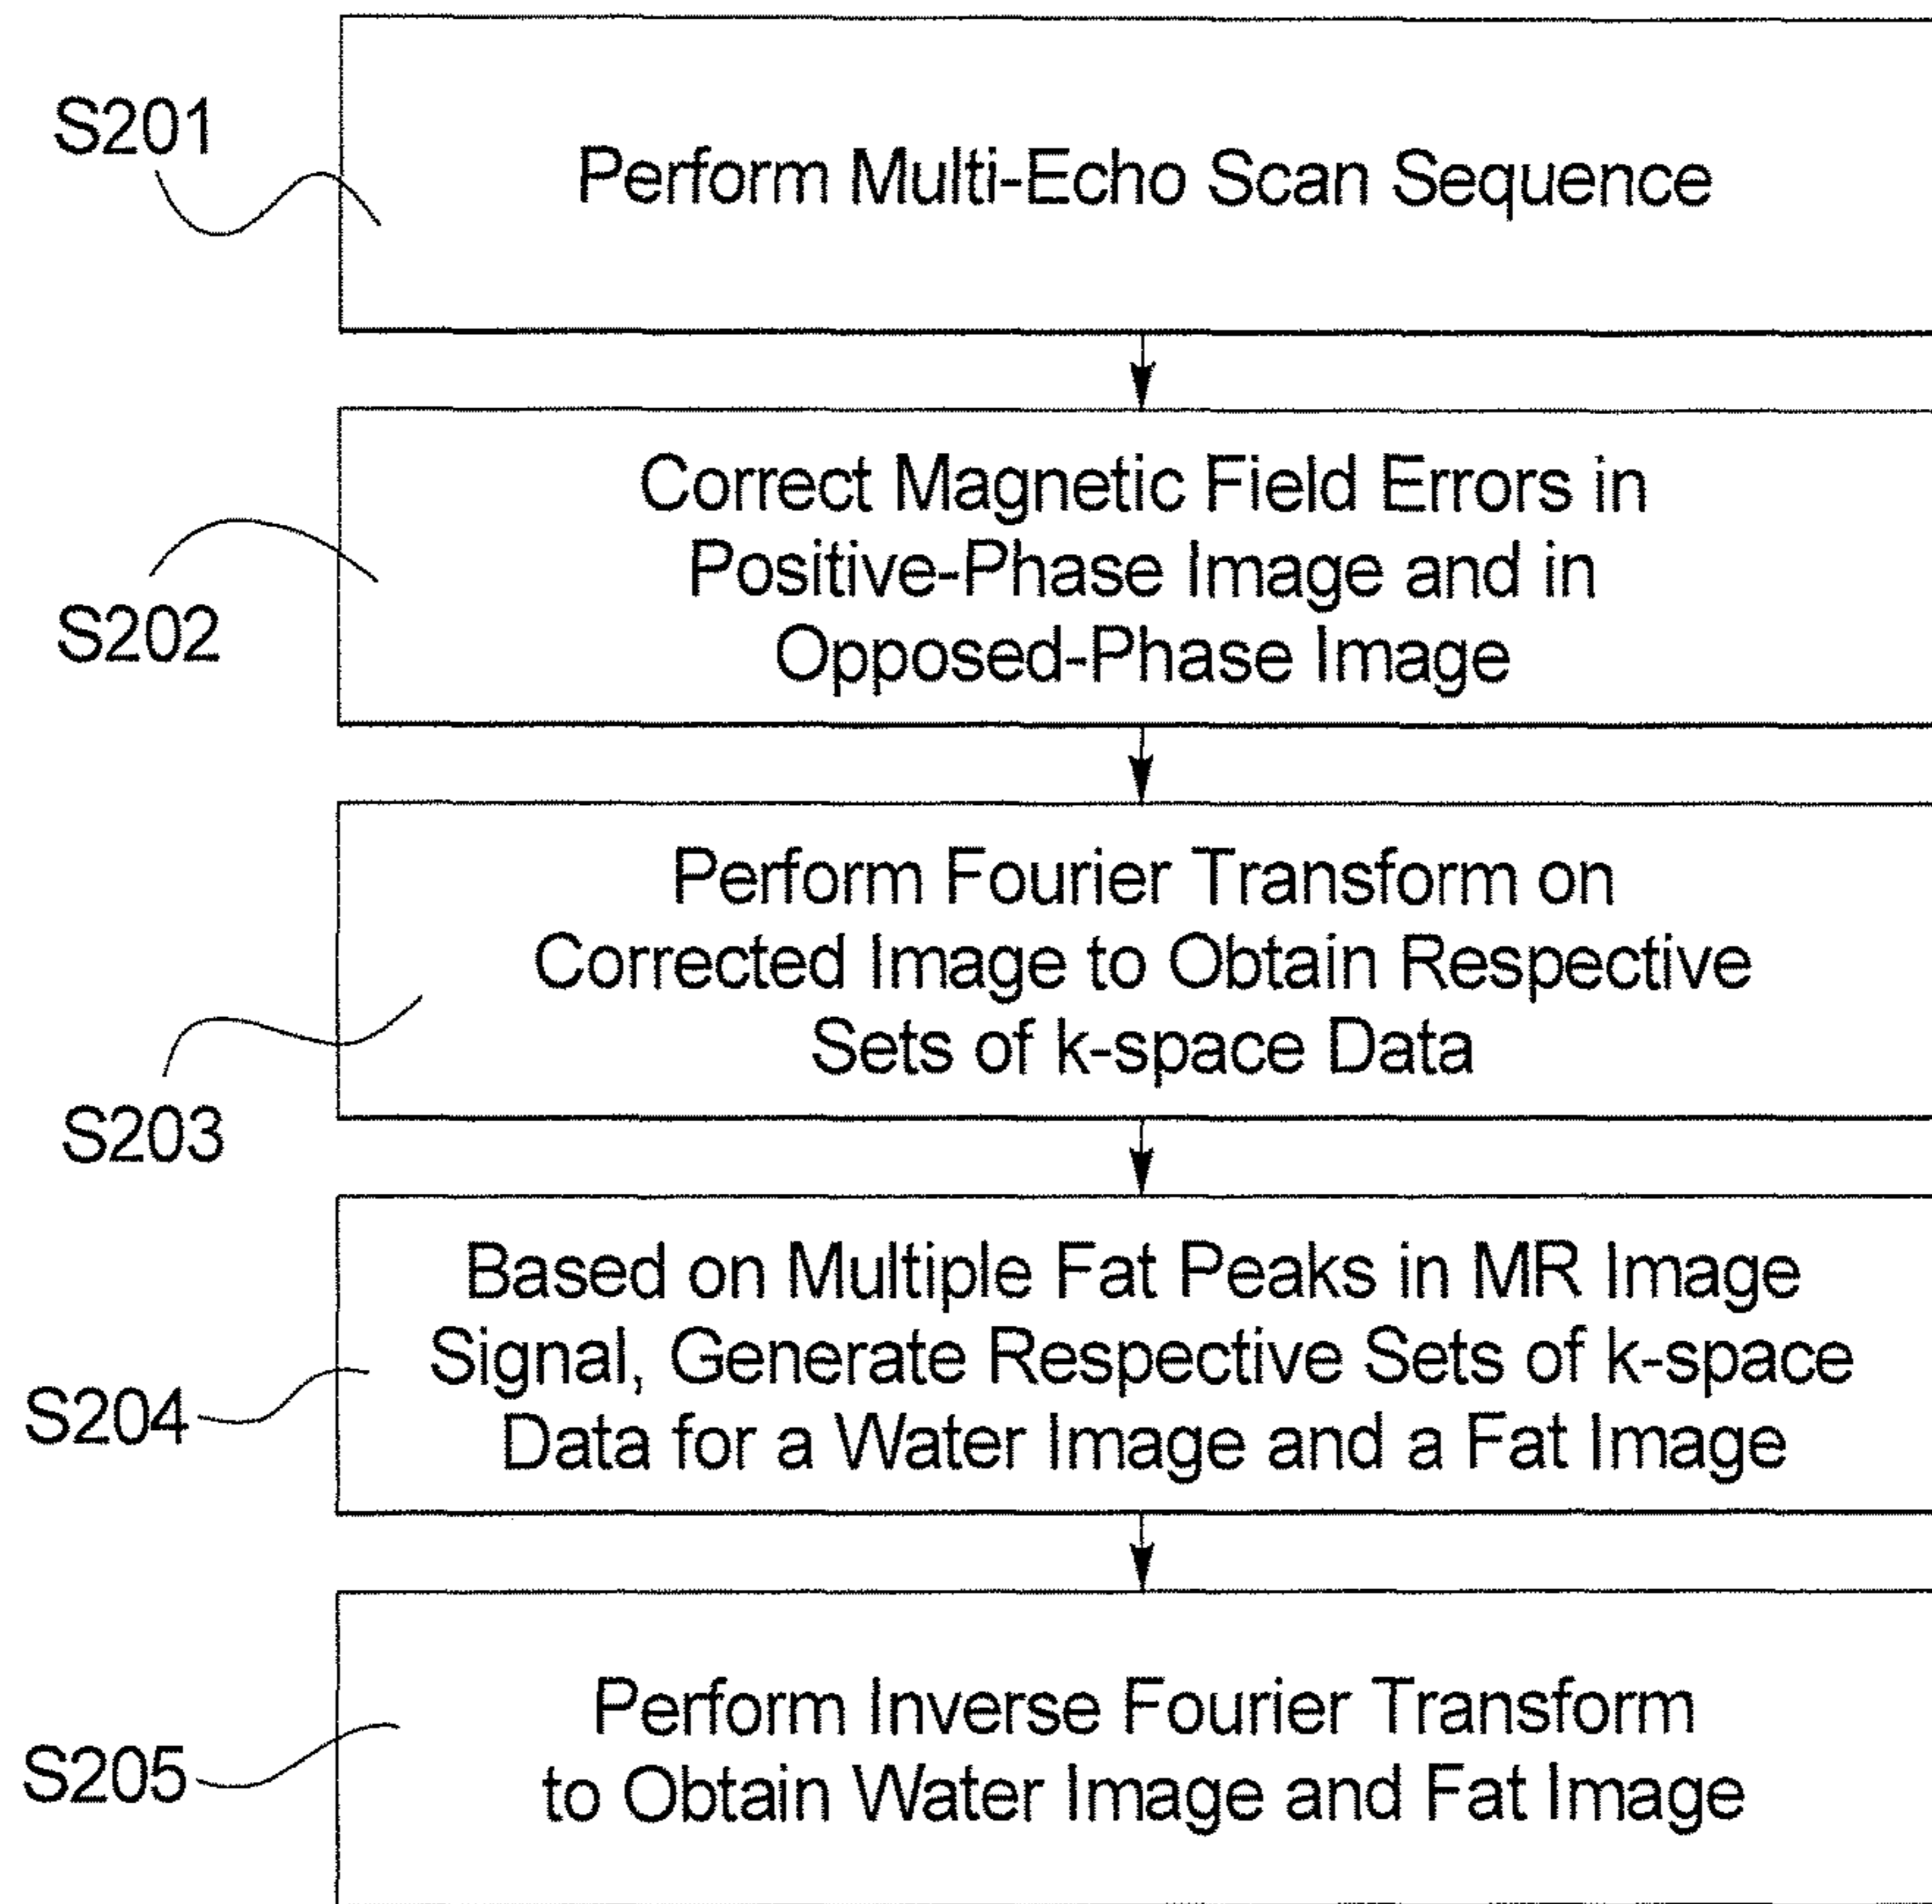 S201
Perform Multi-Echo Scan Sequence
Correct Magnetic Field Errors in
Positive-Phase Image and in
Opposed-Phase Image
S202
Perform Fourier Transform on
Corrected Image to Obtain Respective
Sets of k-space Data
S203
Based on Multiple Fat Peaks in MR Image
Signal, Generate Respective Sets of k-space
Data for a Water Image and a Fat Image
S204
Perform Inverse Fourier Transform
to Obtain Water Image and Fat Image
S205